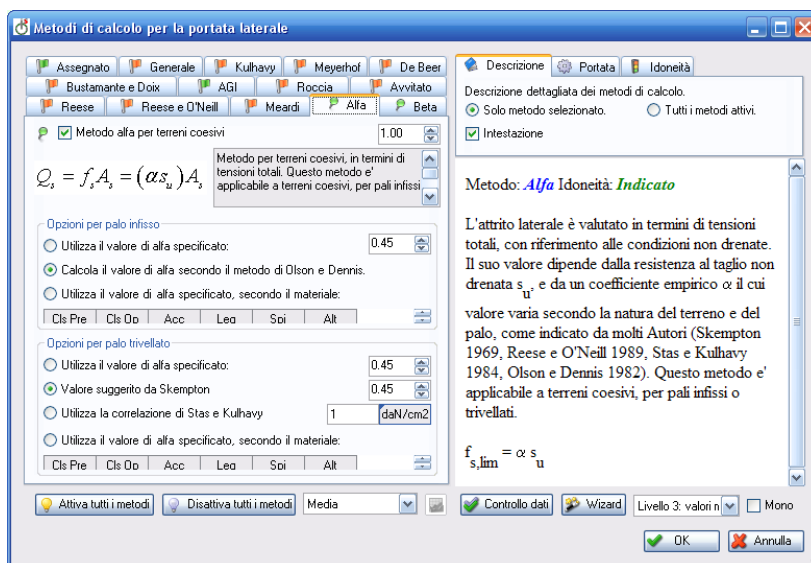 Metodi di calcolo per la portata laterale
Assegnato Generale Kulhavy Meyerhof De Beer
Bustamante e Doix AGI Roccia Avvitato
Reese Reese e O'Neill Meardi Alfa Beta
Metodo alfa per terreni coesivi 1.00
Qs = fsAs = (αsu)As
Metodo per terreni coesivi, in termini di
tensioni totali. Questo metodo e'
applicabile a terreni coesivi, per pali infissi
Opzioni per palo infisso
Utilizza il valore di alfa specificato: 0.45
Calcola il valore di alfa secondo il metodo di Olson e Dennis.
Utilizza il valore di alfa specificato, secondo il materiale:
Cls Pre Cls Op Acc Leg Spi Alt
Opzioni per palo trivellato
Utilizza il valore di alfa specificato: 0.45
Valore suggerito da Skempton 0.45
Utilizza la correlazione di Stas e Kulhavy 1 daN/cm2
Utilizza il valore di alfa specificato, secondo il materiale:
Cls Pre Cls Op Acc Leg Spi Alt
Attiva tutti i metodi Disattiva tutti i metodi Media
Descrizione Portata Idoneità
Descrizione dettagliata dei metodi di calcolo.
Solo metodo selezionato. Tutti i metodi attivi.
Intestazione
Metodo: Alfa Idoneità: Indicato
L'attrito laterale è valutato in termini di tensioni
totali, con riferimento alle condizioni non drenate.
Il suo valore dipende dalla resistenza al taglio non
drenata su, e da un coefficiente empirico α il cui
valore varia secondo la natura del terreno e del
palo, come indicato da molti Autori (Skempton
1969, Reese e O'Neill 1989, Stas e Kulhavy
1984, Olson e Dennis 1982). Questo metodo e'
applicabile a terreni coesivi, per pali infissi o
trivellati.
fs,lim = α su
Controllo dati Wizard Livello 3: valori n Mono
OK Annulla